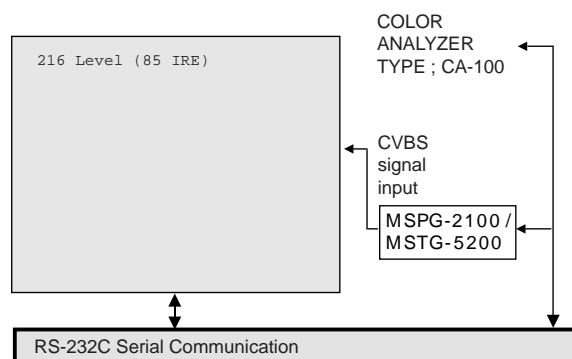 216 Level (85 IRE)
COLOR
ANALYZER
TYPE ; CA-100
CVBS
signal
input
MSPG-2100 /
MSTG-5200
RS-232C Serial Communication